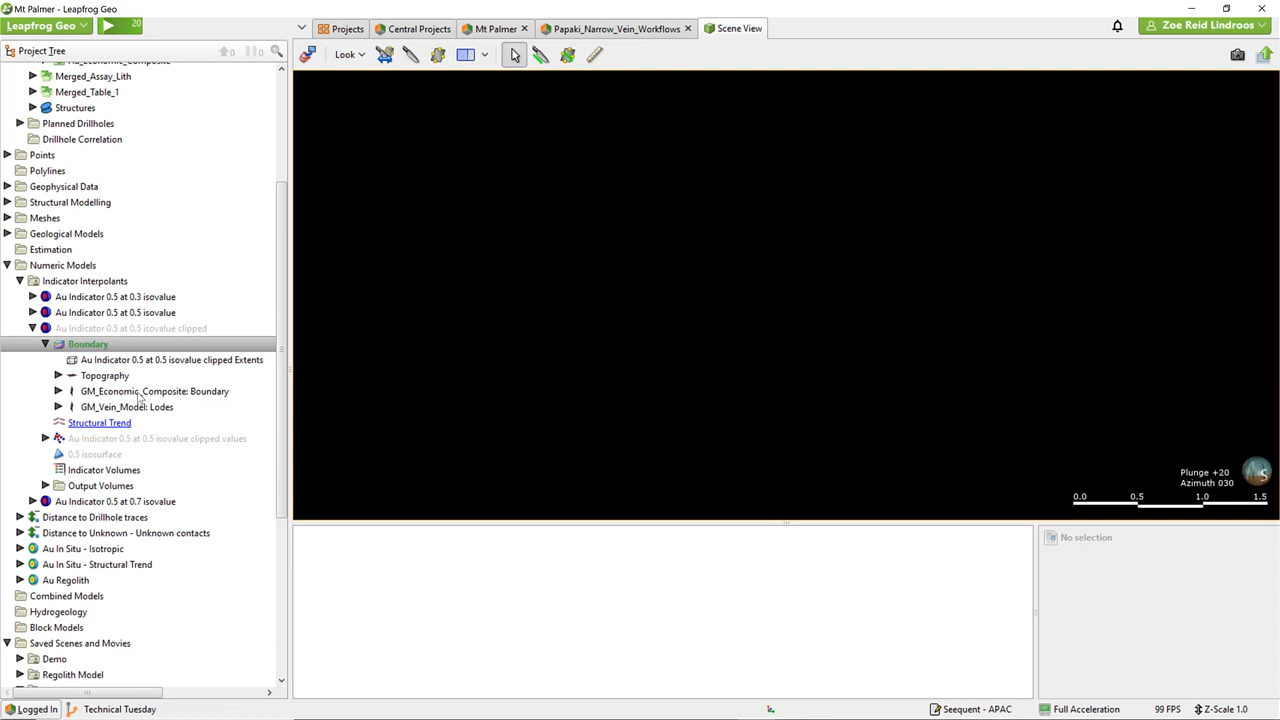 Mt Palmer - Leapfrog Geo
Leapfrog Geo
20
Projects
Central Projects
Mt Palmer
Papaki_Narrow_Vein_Workflows
Scene View
Zoe Reid Lindroos
Project Tree
0
0
Look
Au_Economic_Composite
Merged_Assay_Lith
Merged_Table_1
Structures
Planned Drillholes
Drillhole Correlation
Points
Polylines
Geophysical Data
Structural Modelling
Meshes
Geological Models
Estimation
Numeric Models
Indicator Interpolants
Au Indicator 0.5 at 0.3 isovalue
Au Indicator 0.5 at 0.5 isovalue
Au Indicator 0.5 at 0.5 isovalue clipped
Boundary
Au Indicator 0.5 at 0.5 isovalue clipped Extents
Topography
GM_Economic_Composite: Boundary
GM_Vein_Model: Lodes
Structural Trend
Au Indicator 0.5 at 0.5 isovalue clipped values
0.5 isosurface
Indicator Volumes
Output Volumes
Au Indicator 0.5 at 0.7 isovalue
Distance to Drillhole traces
Distance to Unknown - Unknown contacts
Au In Situ - Isotropic
Au In Situ - Structural Trend
Au Regolith
Combined Models
Hydrogeology
Block Models
Saved Scenes and Movies
Demo
Regolith Model
Plunge +20
Azimuth 030
S
0.0 0.5 1.0 1.5
No selection
Logged In
Technical Tuesday
Seequent - APAC
Full Acceleration
99 FPS
Z-Scale 1.0